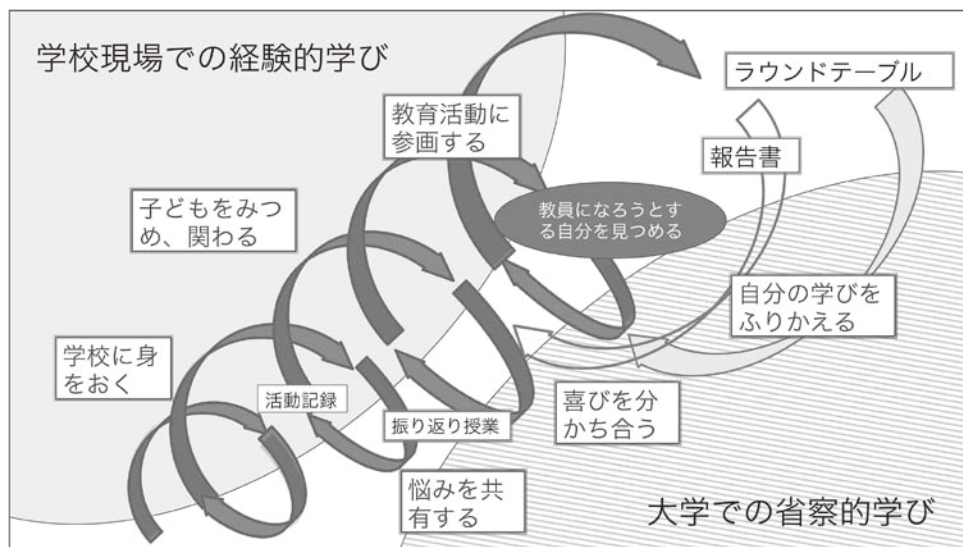 学校現場での経験的学び
ラウンドテーブル
教育活動に
参画する
報告書
子どもをみつ
め、関わる
教員になろうとす
る自分を見つめる
自分の学びを
ふりかえる
学校に身
をおく
活動記録
振り返り授業
喜びを分
かち合う
悩みを共
有する
大学での省察的学び